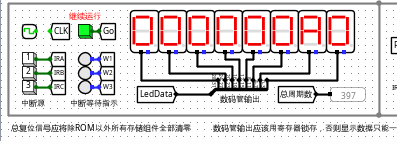 继续运行
CLK Go
1 IRA W1
2 IRB W2
3 IRC W3
中断源 中断等待指示
000000A0
LedData
数码管输出
总周期数 397
总复位信号应将除ROM以外所有存储组件全部清零 数码管输出应该用寄存器锁存，否则显示数据只能一